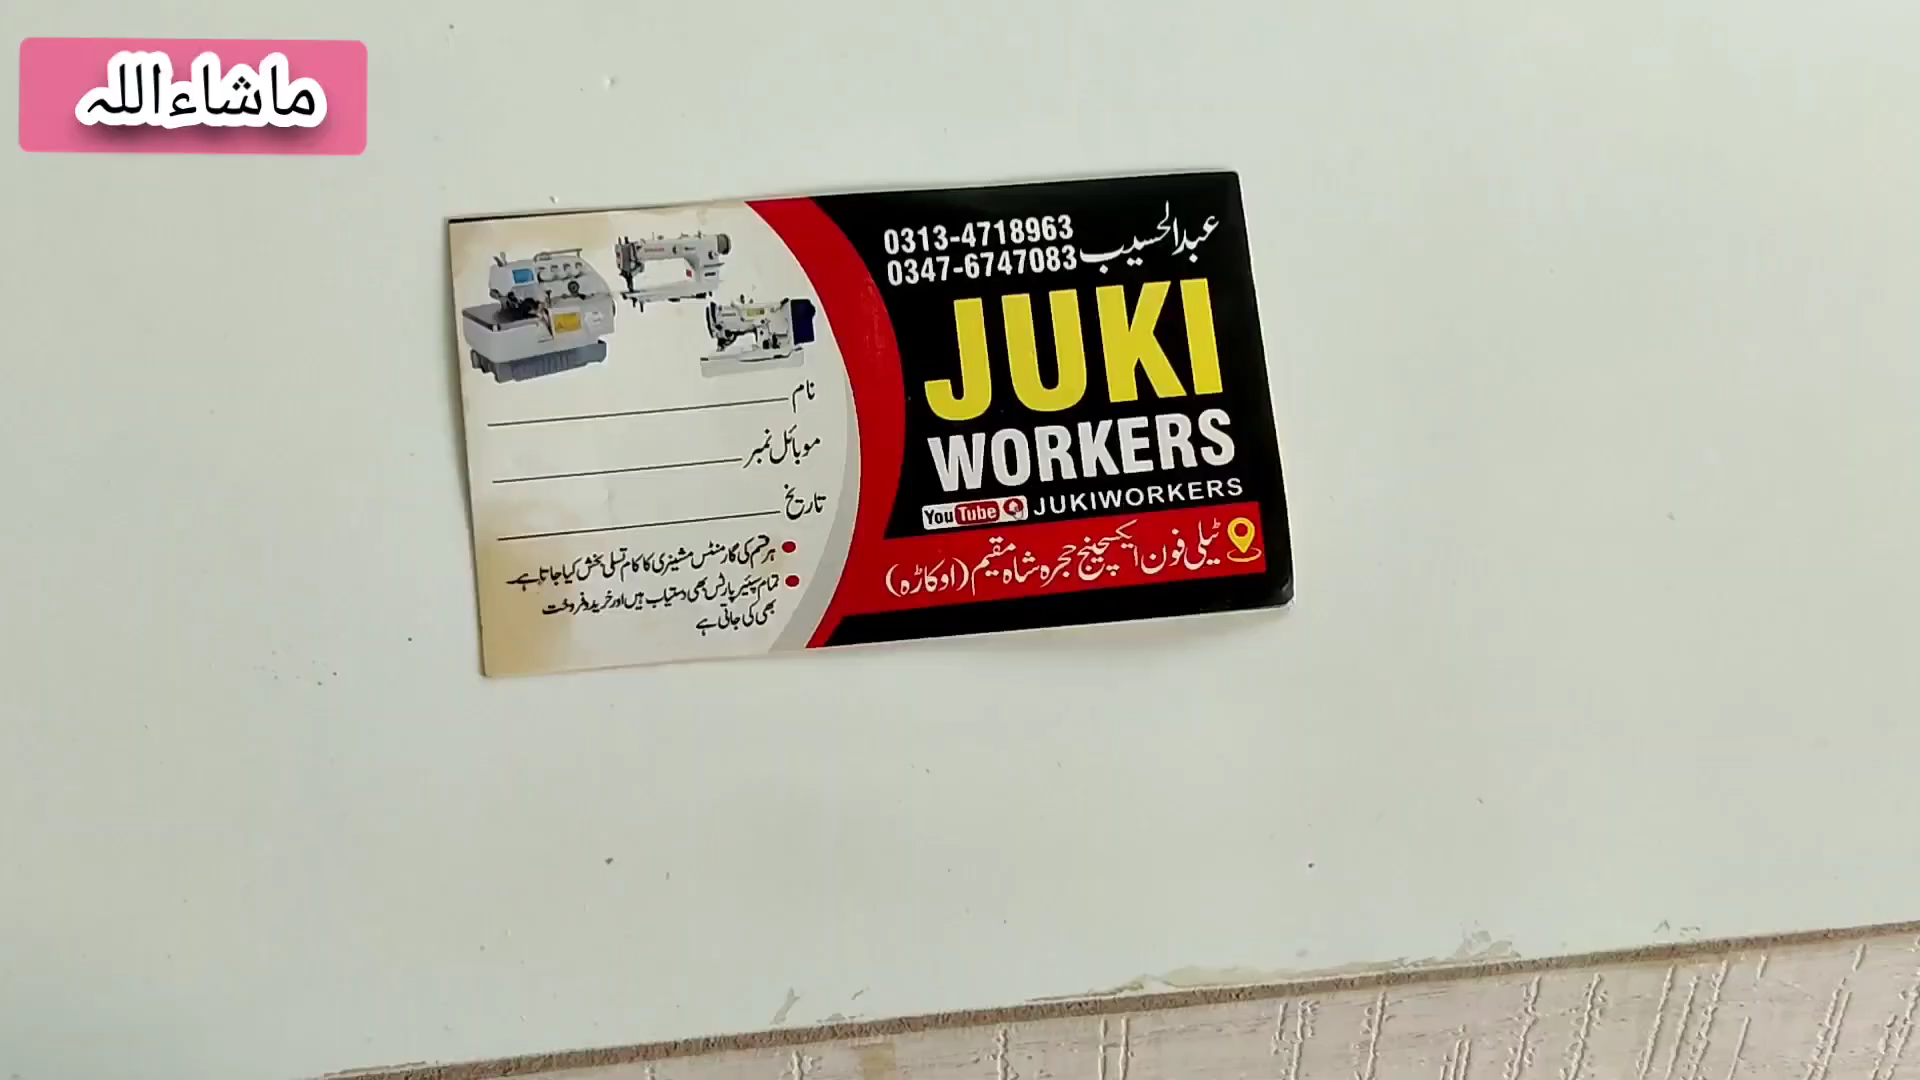 ماشاءاللہ
0313-4718963
0347-6747083
عبدالحسیب
JUKI
WORKERS
YouTube JUKIWORKERS
ٹیلی فون ایکسچینج حجرہ شاہ مقیم (اوکاڑہ)
نام
موبائل نمبر
تاریخ
ہر قسم کی گارمنٹس مشینری کا کام تسلی بخش کیا جاتا ہے۔
تمام سپئیر پارٹس بھی دستیاب ہیں اور خرید و فروخت
بھی کی جاتی ہے